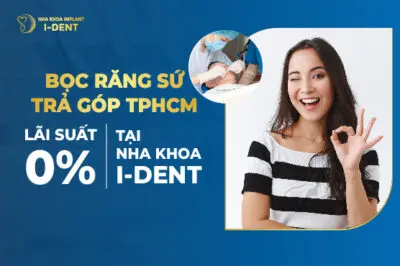 NHA KHOA IMPLANT
I-DENT
BỌC RĂNG SỨ
TRẢ GÓP TPHCM
LÃI SUẤT
0%
TẠI
NHA KHOA
I-DENT